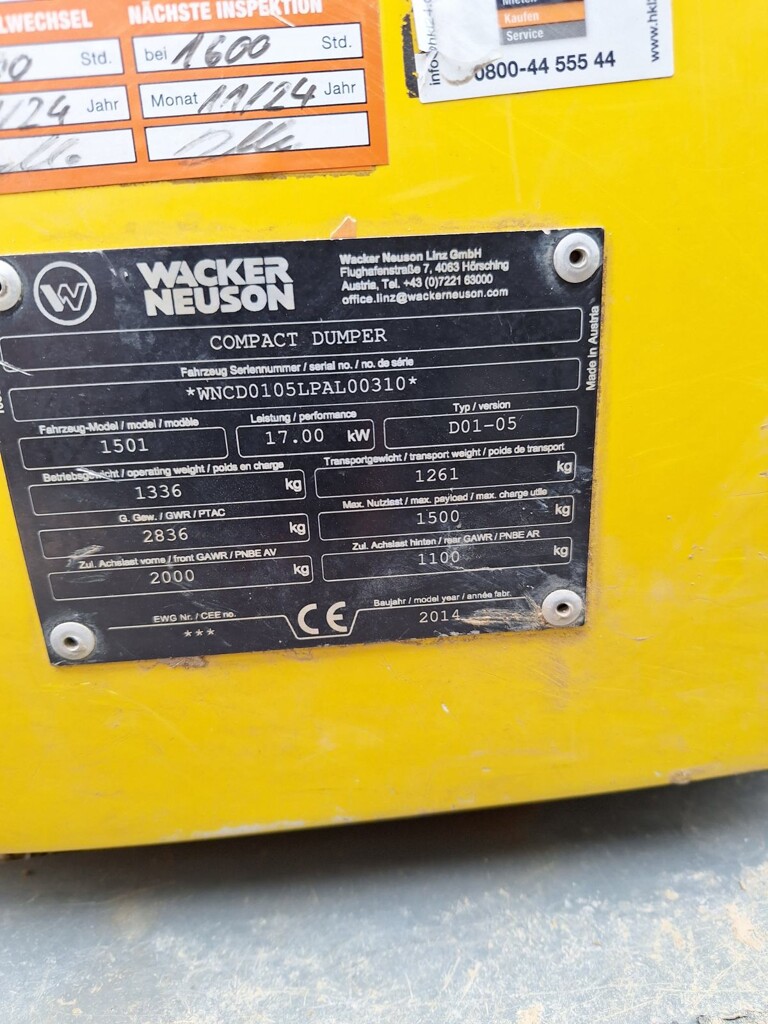 LWECHSEL NÄCHSTE INSPEKTION
0 Std. bei 1600 Std.
/24 Jahr Monat 11/24 Jahr
Mieten
Kaufen
Service
0800-44 555 44
info@
www.hkl
WACKER
NEUSON
Wacker Neuson Linz GmbH
Flughafenstraße 7, 4063 Hörsching
Austria, Tel. +43 (0)7221 63000
office.linz@wackerneuson.com
COMPACT DUMPER
Fahrzeug Seriennummer / serial no. / no. de série
*WNCD0105LPAL00310*
Fahrzeug-Model / model / modèle Leistung / performance Typ / version
1501 17.00 kW D01-05
Betriebsgewicht / operating weight / poids en charge Transportgewicht / transport weight / poids de transport
1336 kg 1261 kg
G. Gew. / GWR / PTAC Max. Nutzlast / max. payload / max. charge utile
2836 kg 1500 kg
Zul. Achslast vorne / front GAWR / PNBE AV Zul. Achslast hinten / rear GAWR / PNBE AR
2000 kg 1100 kg
EWG Nr. / CEE no. CE Baujahr / model year / année fabr.
*** 2014
Made in Austria